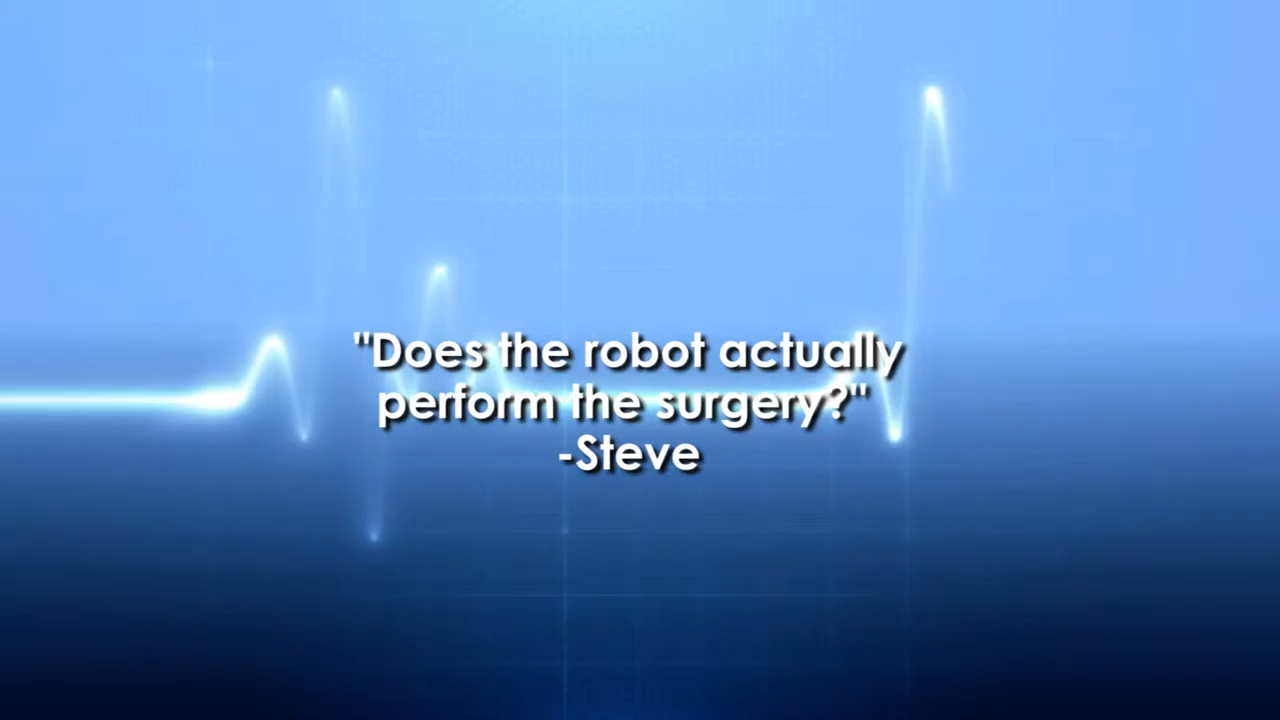 "Does the robot actually
perform the surgery?"
-Steve